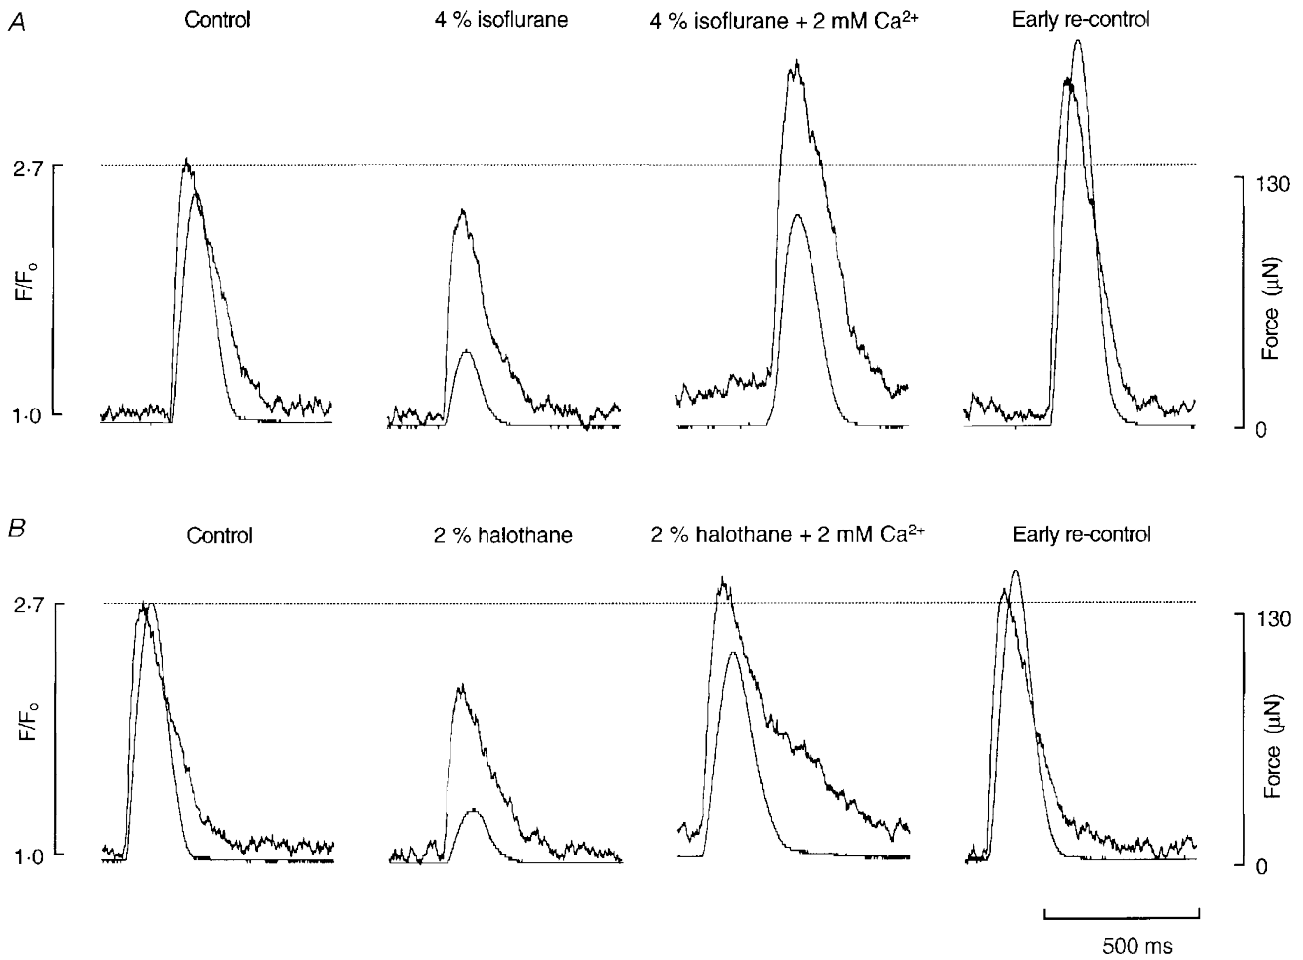 A
Control
4 % isoflurane
4 % isoflurane + 2 mM Ca²⁺
Early re-control
2·7
1·0
F/Fₒ
130
0
Force (μN)
B
Control
2 % halothane
2 % halothane + 2 mM Ca²⁺
Early re-control
2·7
1·0
F/Fₒ
130
0
Force (μN)
500 ms